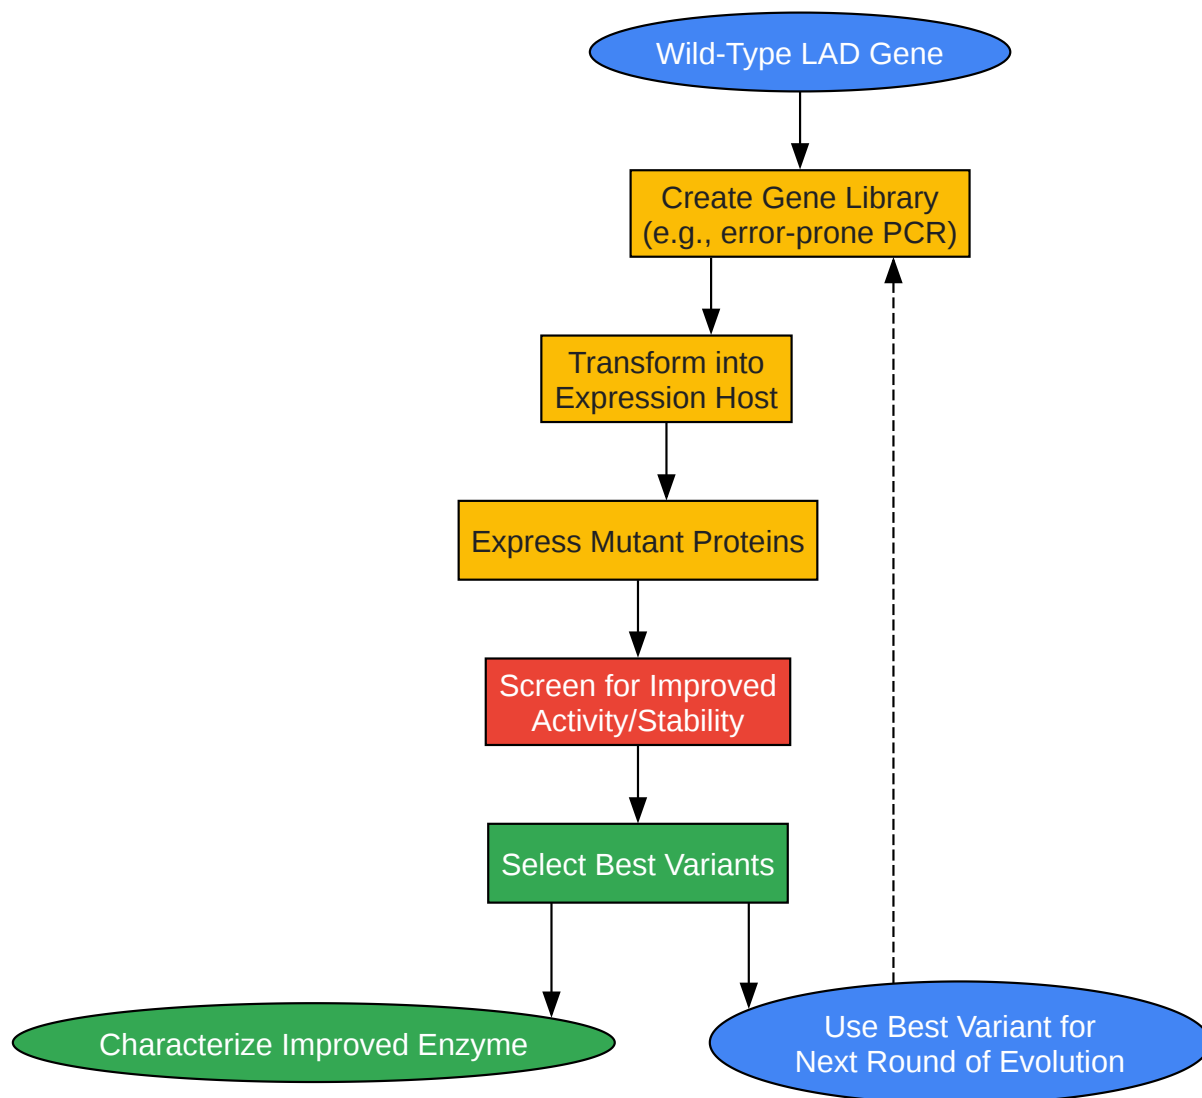 Wild-Type LAD Gene
Create Gene Library
(e.g., error-prone PCR)
Transform into
Expression Host
Express Mutant Proteins
Screen for Improved
Activity/Stability
Select Best Variants
Characterize Improved Enzyme
Use Best Variant for
Next Round of Evolution